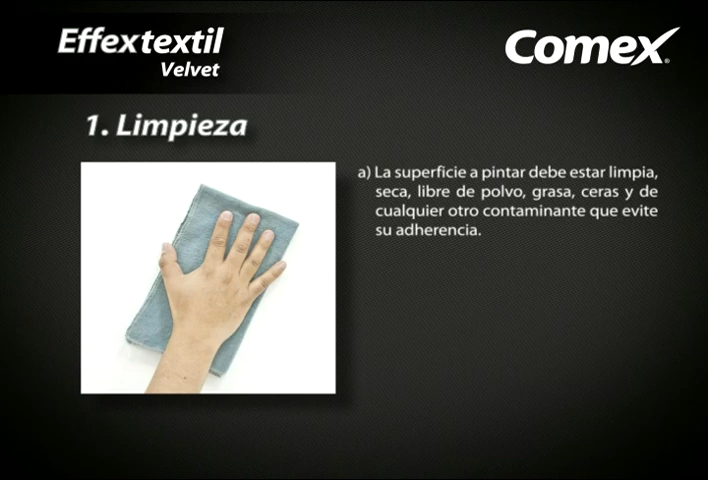 Effextextil
Velvet
Comex®
1. Limpieza
a) La superficie a pintar debe estar limpia,
seca, libre de polvo, grasa, ceras y de
cualquier otro contaminante que evite
su adherencia.